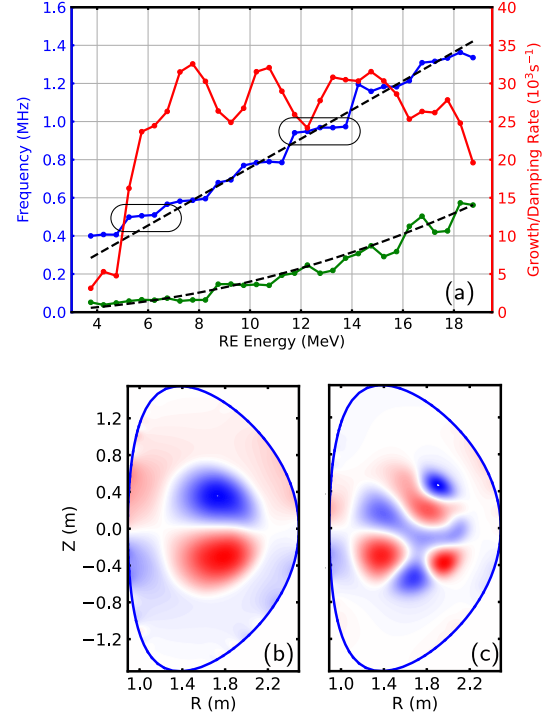 1.6
1.4
1.2
1.0
0.8
0.6
0.4
0.2
0.0
Frequency (MHz)
40
35
30
25
20
15
10
5
0
Growth/Damping Rate (10³s⁻¹)
4 6 8 10 12 14 16 18
RE Energy (MeV)
(a)
1.2
0.8
0.4
0.0
−0.4
−0.8
−1.2
Z (m)
(b) (c)
1.0 1.4 1.8 2.2 1.0 1.4 1.8 2.2
R (m) R (m)